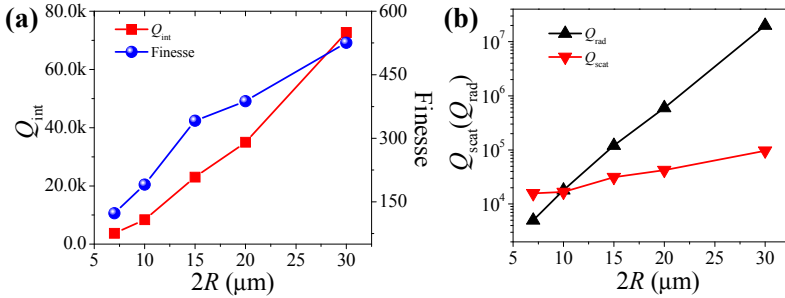 (a)
80.0k
60.0k
40.0k
20.0k
0.0
Q_int
Q_int
Finesse
600
450
300
150
Finesse
5 10 15 20 25 30
2R (μm)
(b)
10^7
10^6
10^5
10^4
Q_scat(Q_rad)
Q_rad
Q_scat
5 10 15 20 25 30
2R (μm)